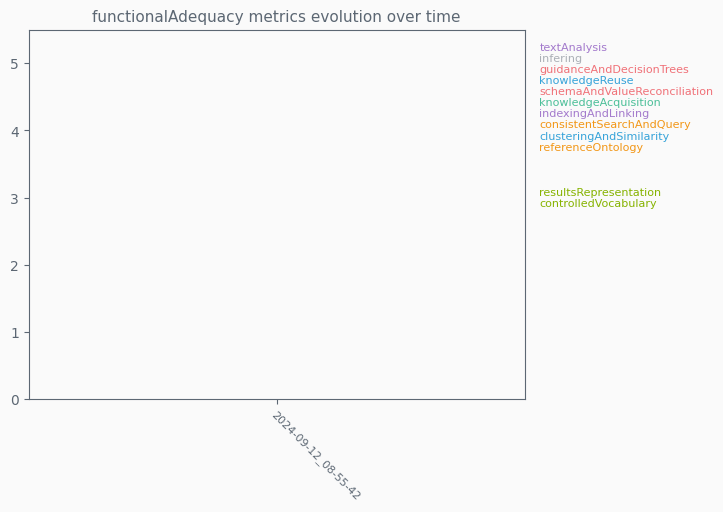 functionalAdequacy metrics evolution over time
5
4
3
2
1
0
2024-09-12_08-55-42
textAnalysis
infering
guidanceAndDecisionTrees
knowledgeReuse
schemaAndValueReconciliation
knowledgeAcquisition
indexingAndLinking
consistentSearchAndQuery
clusteringAndSimilarity
referenceOntology
resultsRepresentation
controlledVocabulary